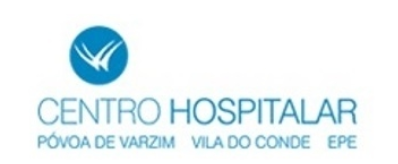 CENTRO HOSPITALAR
PÓVOA DE VARZIM VILA DO CONDE EPE